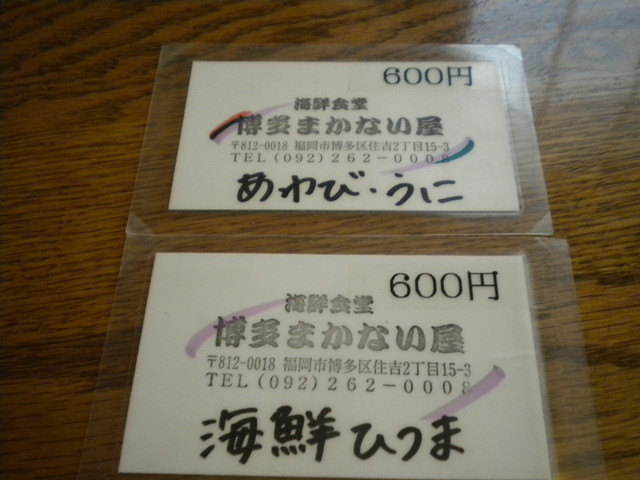 600円
海鮮食堂
博多まかない屋
〒812-0018 福岡市博多区住吉2丁目15-3
TEL(092)262-0008
あわび・うに
600円
海鮮食堂
博多まかない屋
〒812-0018 福岡市博多区住吉2丁目15-3
TEL(092)262-0008
海鮮ひつま